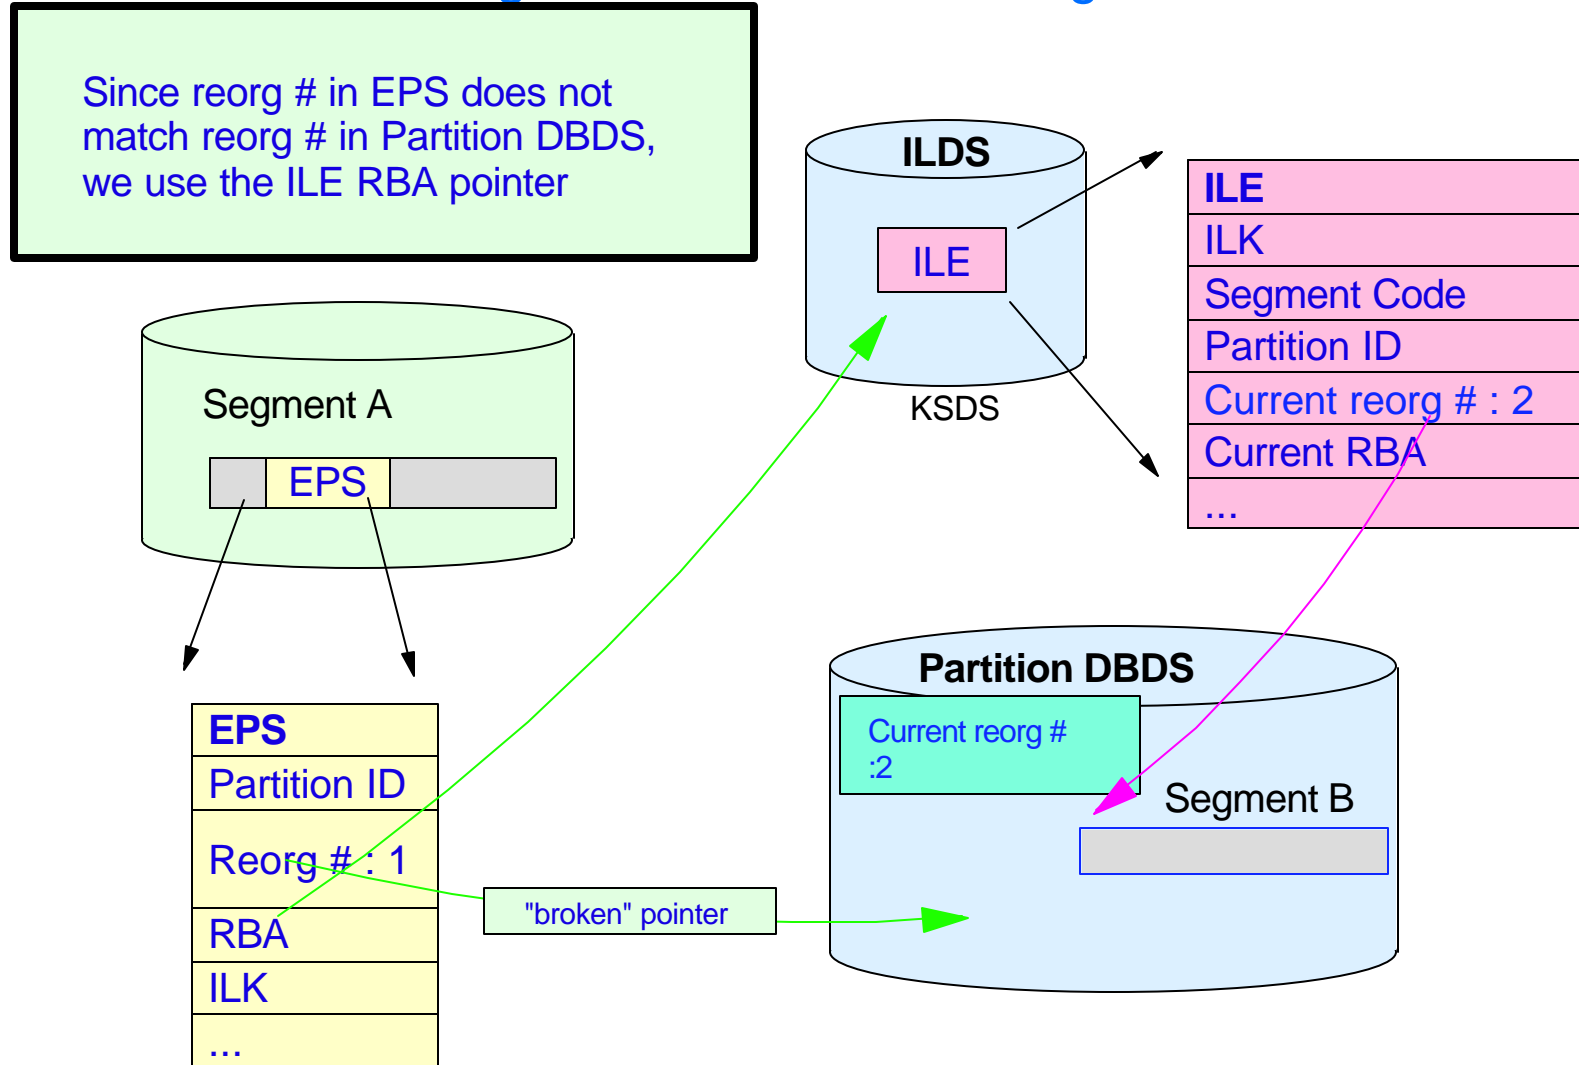 Since reorg # in EPS does not
match reorg # in Partition DBDS,
we use the ILE RBA pointer
ILDS
ILE
KSDS
ILE
ILK
Segment Code
Partition ID
Current reorg # : 2
Current RBA
...
Segment A
EPS
EPS
Partition ID
Reorg # : 1
RBA
ILK
...
"broken" pointer
Partition DBDS
Current reorg #
:2
Segment B